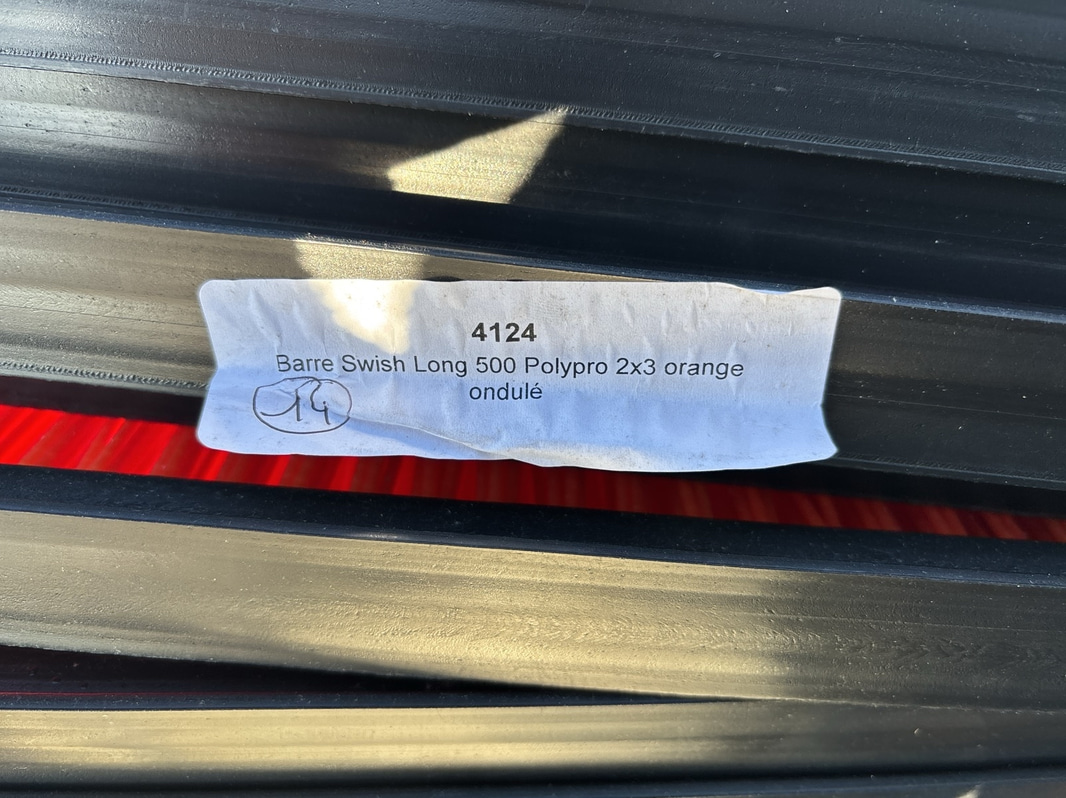 4124
Barre Swish Long 500 Polypro 2x3 orange
ondulé
14